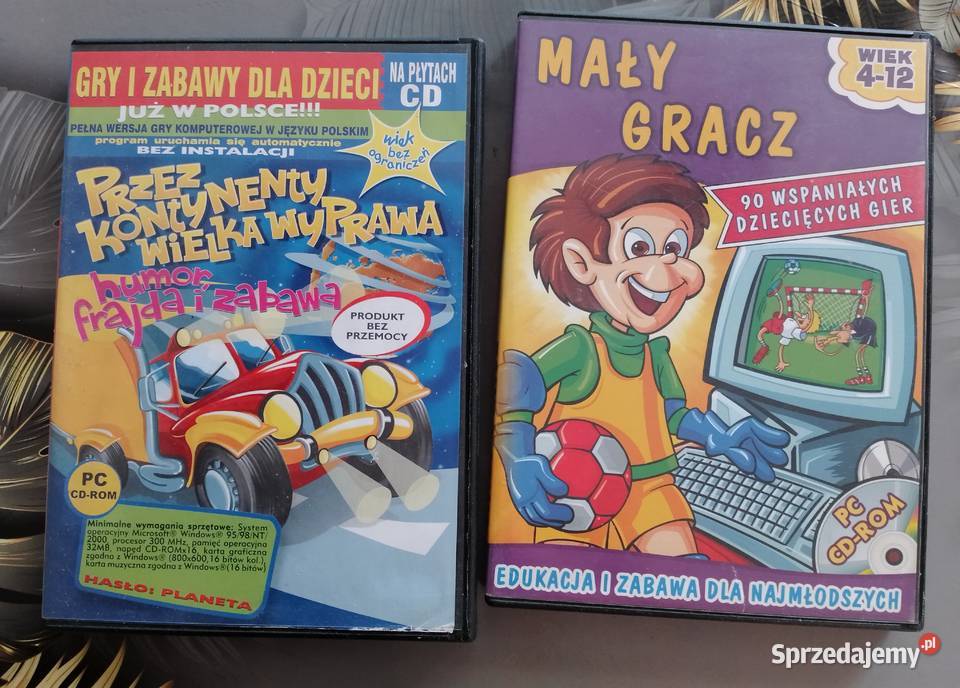 GRY I ZABAWY DLA DZIECI
NA PŁYTACH
CD
JUŻ W POLSCE!!!
PEŁNA WERSJA GRY KOMPUTEROWEJ W JĘZYKU POLSKIM
program uruchamia się automatycznie
BEZ INSTALACJI
wiek
bez
ograniczeń
PRZEZ
KONTYNENTY
WIELKA WYPRAWA
humor,
frajda i zabawa
PRODUKT
BEZ
PRZEMOCY
PC
CD-ROM
Minimalne wymagania sprzętowe: System
operacyjny Microsoft® Windows® 95/98/NT/
2000, procesor 300 MHz, pamięć operacyjna
32MB, napęd CD-ROMx16, karta graficzna
zgodna z Windows® (800x600,16 bitów kol.),
karta muzyczna zgodna z Windows®(16 bitów)
HASŁO: PLANETA
MAŁY
GRACZ
WIEK
4-12
90 WSPANIAŁYCH
DZIECIĘCYCH GIER
PC
CD-ROM
EDUKACJA I ZABAWA DLA NAJMŁODSZYCH
Sprzedajemy.pl